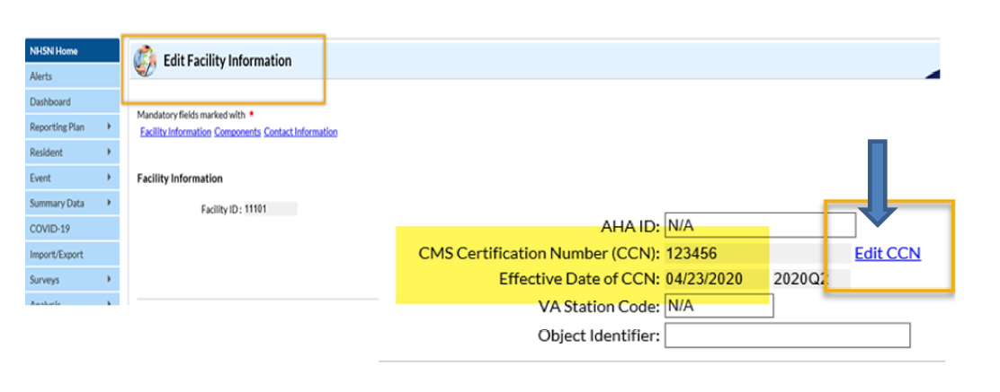 NHSN Home
Alerts
Dashboard
Reporting Plan
Resident
Event
Summary Data
COVID-19
Import/Export
Surveys
Analysis
Edit Facility Information
Mandatory fields marked with *
Facility Information Components Contact Information
Facility Information
Facility ID: 11101
AHA ID: N/A
CMS Certification Number (CCN): 123456 Edit CCN
Effective Date of CCN: 04/23/2020 2020Q2
VA Station Code: N/A
Object Identifier: